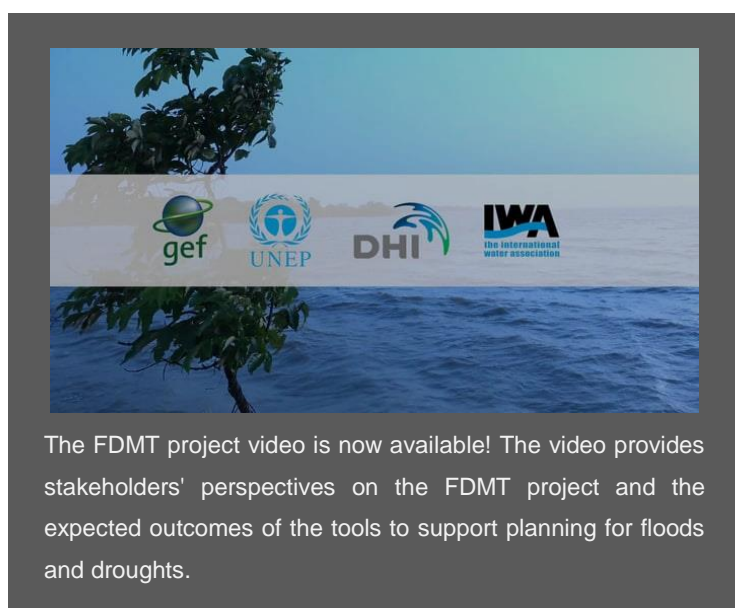 gef
UNEP
DHI
IWA
the international
water association
The FDMT project video is now available! The video provides
stakeholders' perspectives on the FDMT project and the
expected outcomes of the tools to support planning for floods
and droughts.